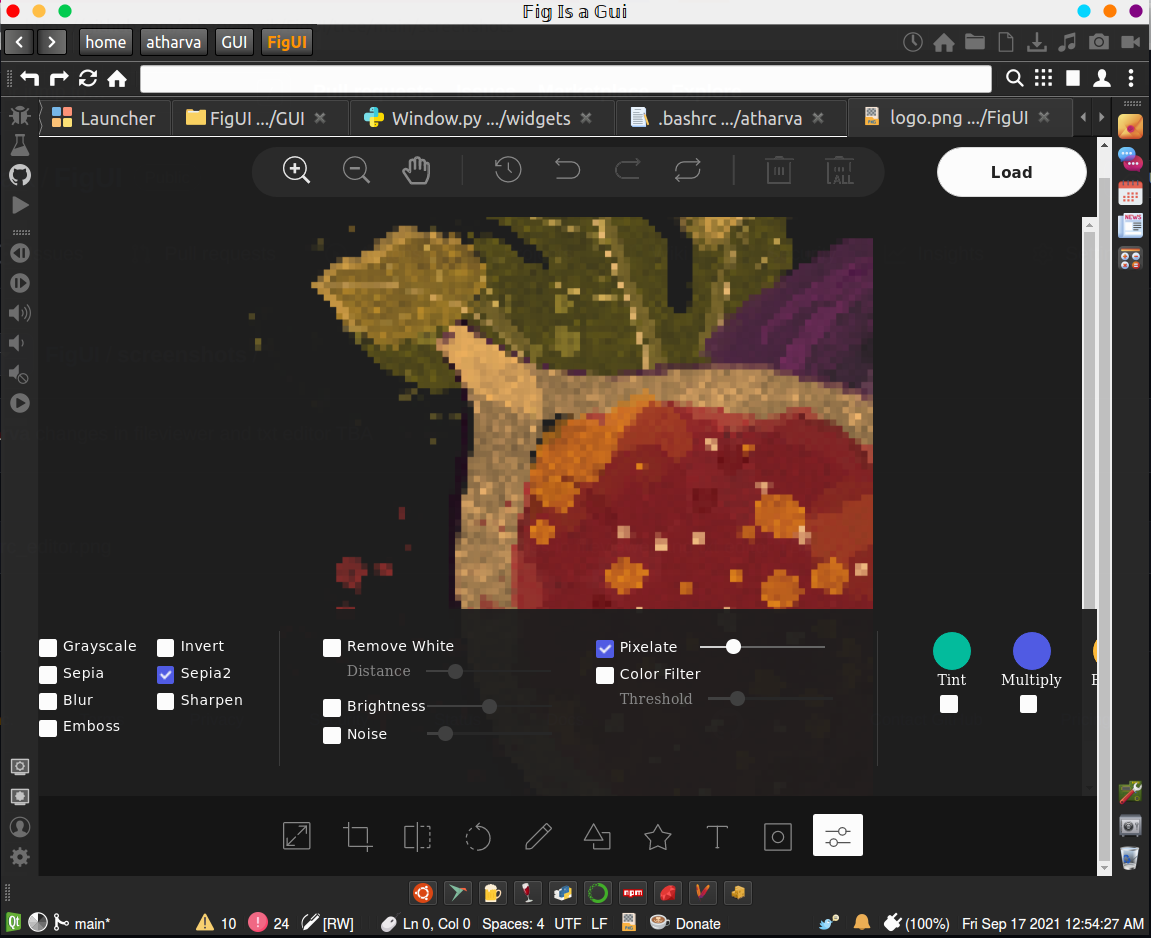 Fig Is a Gui
home atharva GUI FigUI
Launcher FigUI .../GUI Window.py .../widgets .bashrc .../atharva logo.png .../FigUI
ALL
Load
NEWS
Grayscale Invert Remove White Pixelate
Sepia Sepia2 Distance Color Filter Tint Multiply
Blur Sharpen Brightness Threshold
Emboss Noise
T
npm
Qt main* 10 24 [RW] Ln 0, Col 0 Spaces: 4 UTF LF Donate (100%) Fri Sep 17 2021 12:54:27 AM